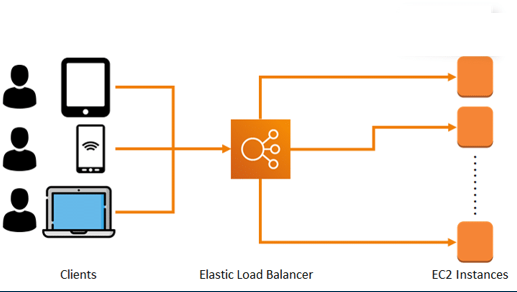 Clients
Elastic Load Balancer
EC2 Instances